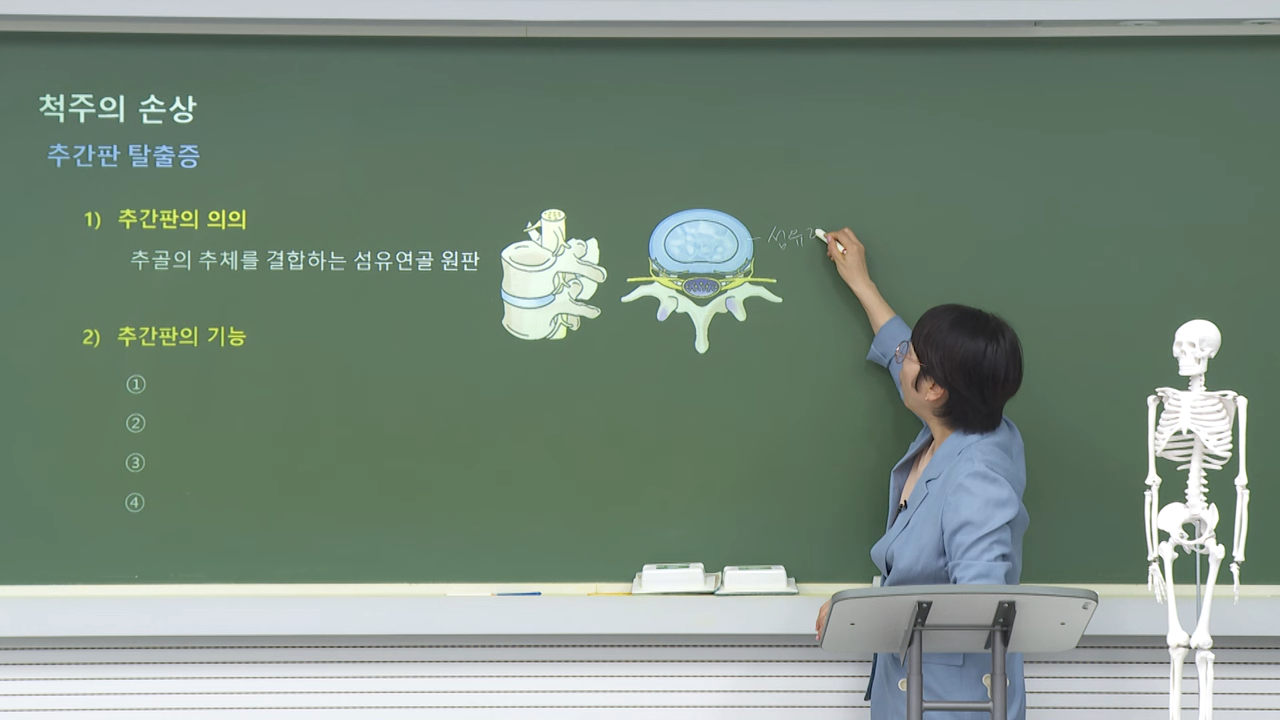 척주의 손상
추간판 탈출증
1) 추간판의 의의
추골의 추체를 결합하는 섬유연골 원판
섬유
2) 추간판의 기능
①
②
③
④